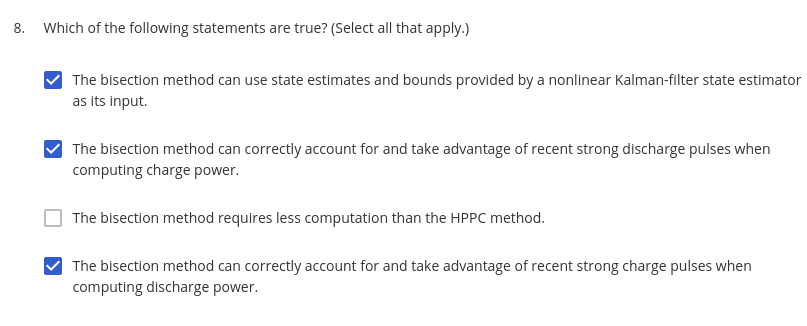 8. Which of the following statements are true? (Select all that apply.)
The bisection method can use state estimates and bounds provided by a nonlinear Kalman-filter state estimator
as its input.
The bisection method can correctly account for and take advantage of recent strong discharge pulses when
computing charge power.
The bisection method requires less computation than the HPPC method.
The bisection method can correctly account for and take advantage of recent strong charge pulses when
computing discharge power.